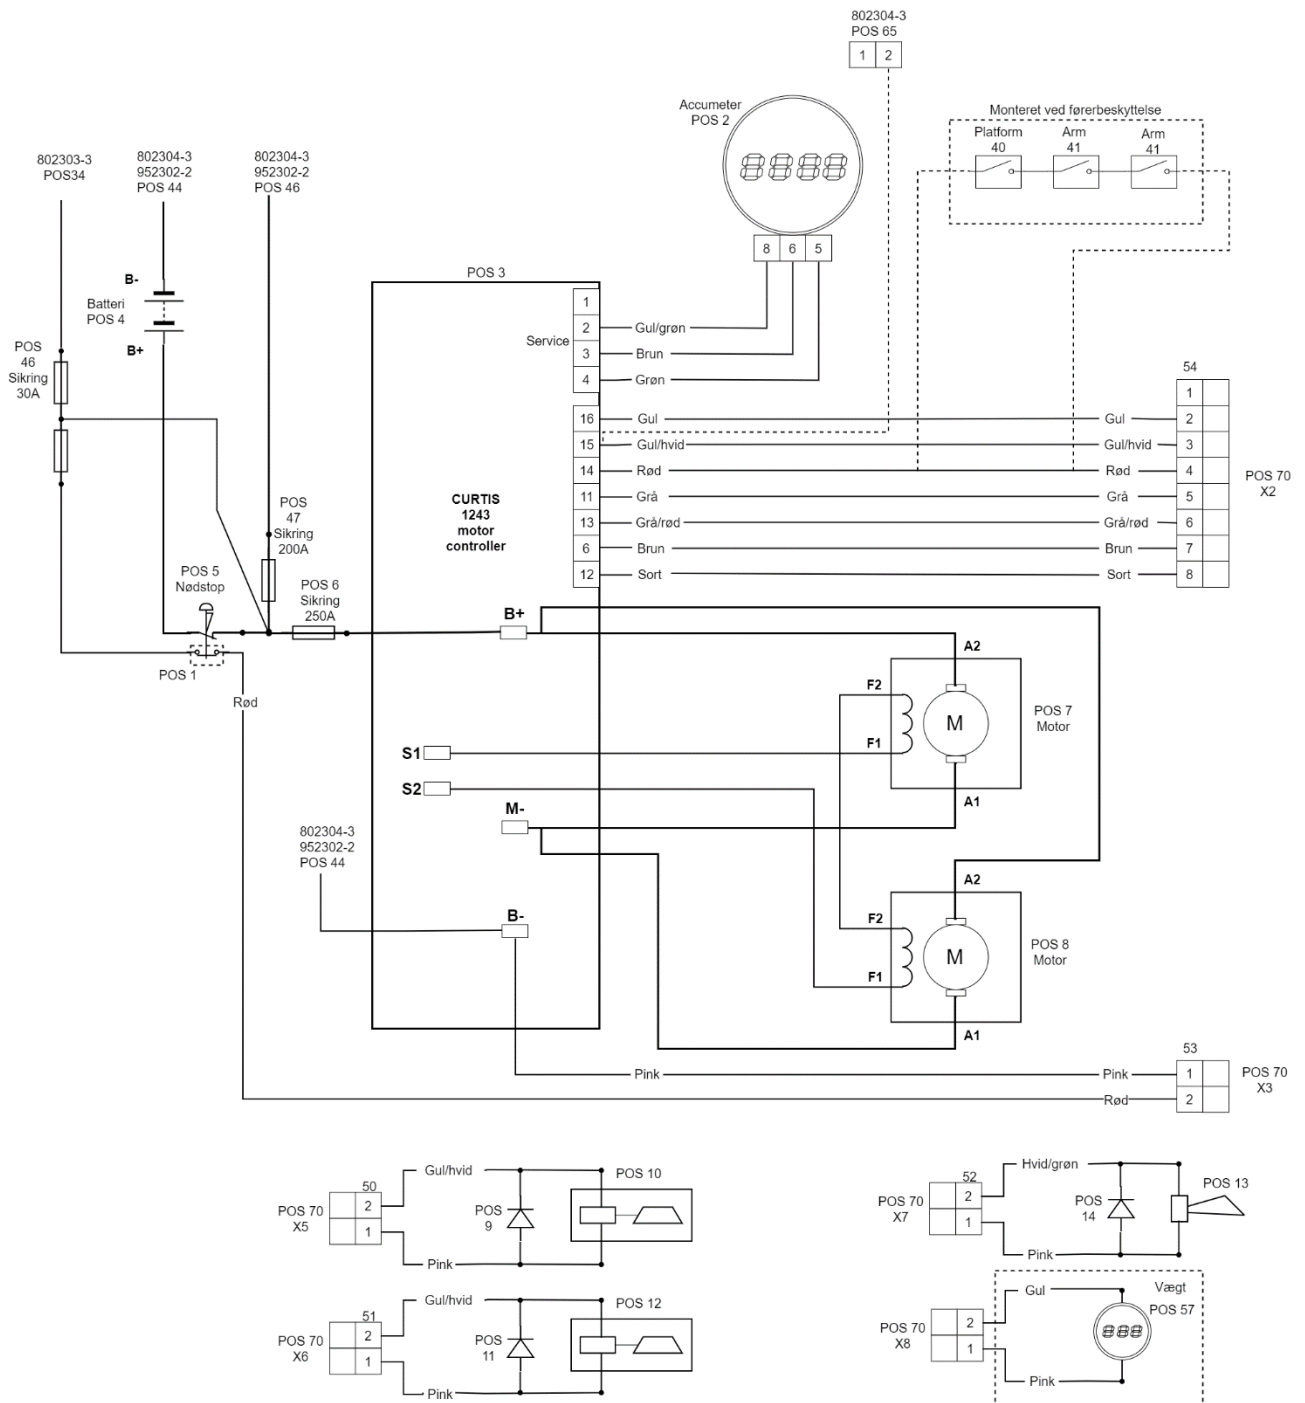 802304-3
POS 65
1 2
Accumeter
POS 2
8 6 5
Monteret ved førerbeskyttelse
Platform
40
Arm
41
Arm
41
802303-3
POS34
802304-3
952302-2
POS 44
802304-3
952302-2
POS 46
B-
Batteri
POS 4
B+
POS
46
Sikring
30A
POS
47
Sikring
200A
POS 5
Nødstop
POS 6
Sikring
250A
POS 1
Rød
POS 3
Service
1
2 Gul/grøn
3 Brun
4 Grøn
CURTIS
1243
motor
controller
54
1
16 Gul Gul 2
15 Gul/hvid Gul/hvid 3
14 Rød Rød 4
11 Grå Grå 5
13 Grå/rød Grå/rød 6
6 Brun Brun 7
12 Sort Sort 8
POS 70
X2
B+
A2
F2
M
POS 7
Motor
F1
A1
S1
S2
M-
802304-3
952302-2
POS 44
B-
A2
F2
M
POS 8
Motor
F1
A1
53
Pink Pink 1
Rød 2
POS 70
X3
Gul/hvid
50
POS 70
X5
2
1
POS
9
POS 10
Pink
Gul/hvid
51
POS 70
X6
2
1
POS
11
POS 12
Pink
Hvid/grøn
52
POS 70
X7
2
1
POS
14
POS 13
Pink
Gul
Vægt
POS 57
POS 70
X8
2
1
Pink